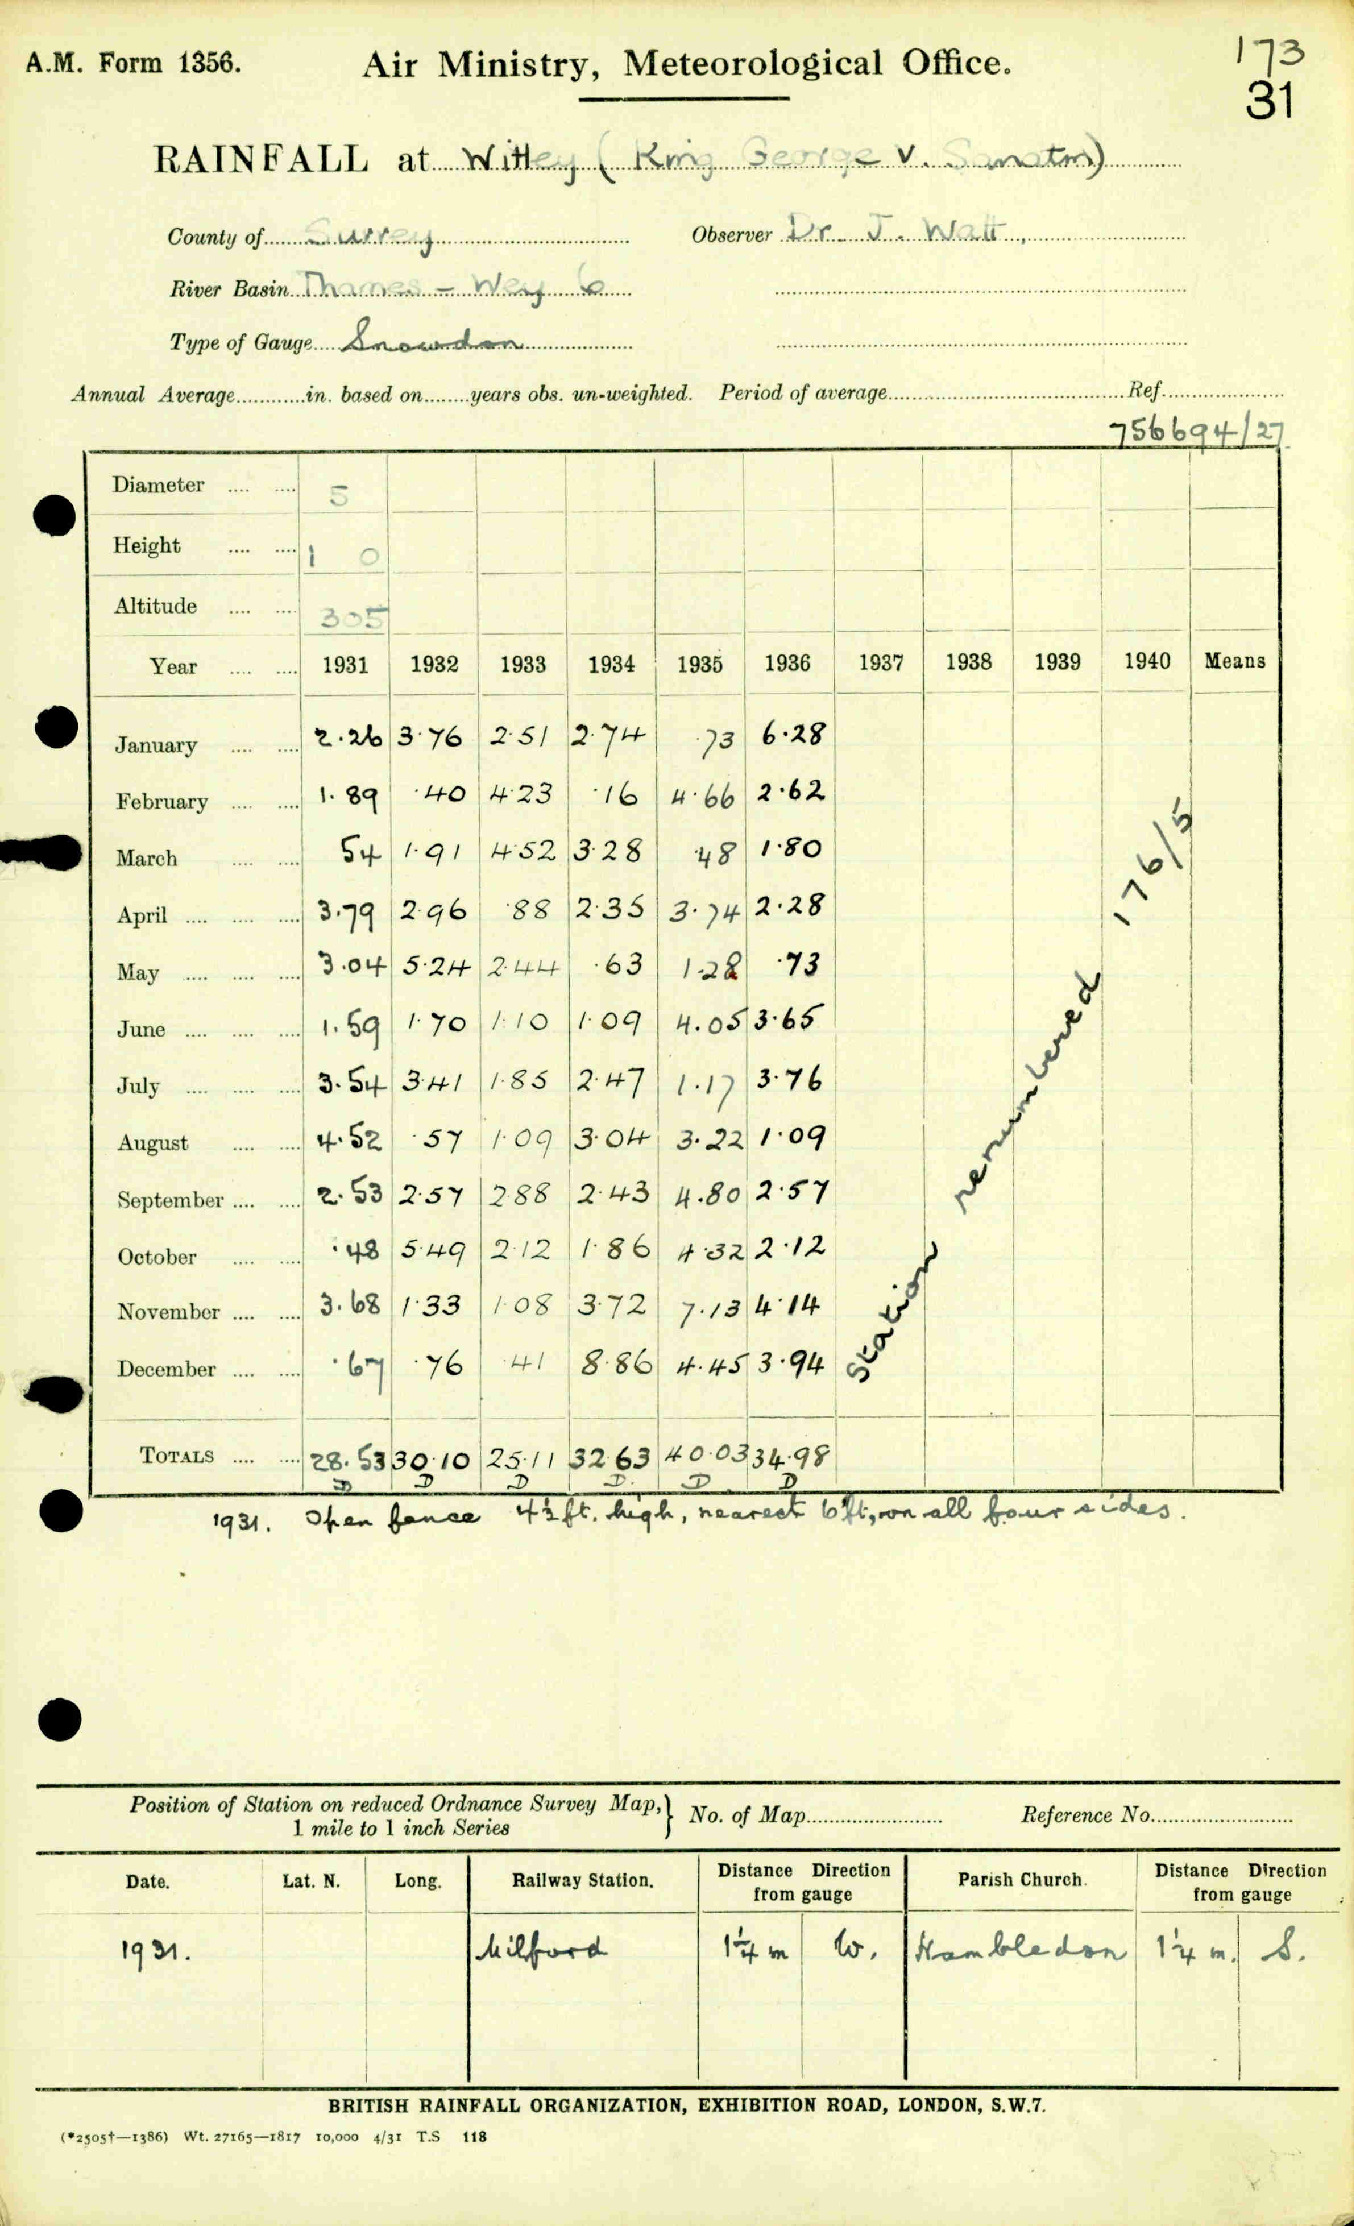 A.M. Form 1356.
Air Ministry, Meteorological Office.
173
31
RAINFALL at Witley (King George V. Sanatm)
County of Surrey Observer Dr. J. Watt,
River Basin Thames - Wey 6
Type of Gauge Snowdon
Annual Average in. based on years obs. un-weighted. Period of average Ref.
756694/27
Diameter 5
Height 1 0
Altitude 305
Year 1931 1932 1933 1934 1935 1936 1937 1938 1939 1940 Means
January 2.26 3.76 2.51 2.74 .73 6.28
February 1.89 .40 4.23 .16 4.66 2.62
March 54 1.91 4.52 3.28 .48 1.80
April 3.79 2.96 .88 2.35 3.74 2.28
May 3.04 5.24 2.44 .63 1.28 .73
June 1.59 1.70 1.10 1.09 4.05 3.65
July 3.54 3.41 1.85 2.47 1.17 3.76
August 4.52 .57 1.09 3.04 3.22 1.09
September 2.53 2.57 2.88 2.43 4.80 2.57
October .48 5.49 2.12 1.86 4.32 2.12
November 3.68 1.33 1.08 3.72 7.13 4.14
December .67 .76 .41 8.86 4.45 3.94
Station renumbered 176/5
TOTALS 28.53 30.10 25.11 32.63 40.03 34.98
D D D D. D D
1931. Open fence 4½ ft. high, nearest 6 ft, on all four sides.
Position of Station on reduced Ordnance Survey Map, } No. of Map Reference No.
1 mile to 1 inch Series
Date. Lat. N. Long. Railway Station. Distance Direction from gauge Parish Church. Distance Direction from gauge
1931. Milford 1¼ m W. Hambledon 1¼ m. S.
BRITISH RAINFALL ORGANIZATION, EXHIBITION ROAD, LONDON, S.W.7.
(*2505†—1386) Wt. 27165—1817 10,000 4/31 T.S 118